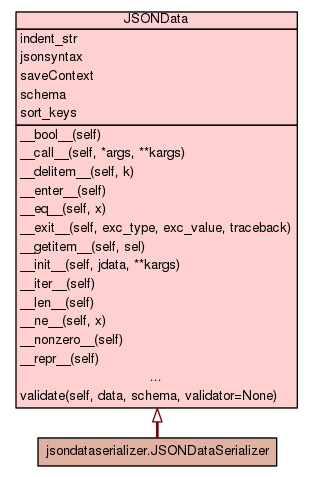 JSONData
indent_str
jsonsyntax
saveContext
schema
sort_keys
__bool__(self)
__call__(self, *args, **kargs)
__delitem__(self, k)
__enter__(self)
__eq__(self, x)
__exit__(self, exc_type, exc_value, traceback)
__getitem__(self, sel)
__init__(self, jdata, **kargs)
__iter__(self)
__len__(self)
__ne__(self, x)
__nonzero__(self)
__repr__(self)
...
validate(self, data, schema, validator=None)
jsondataserializer.JSONDataSerializer